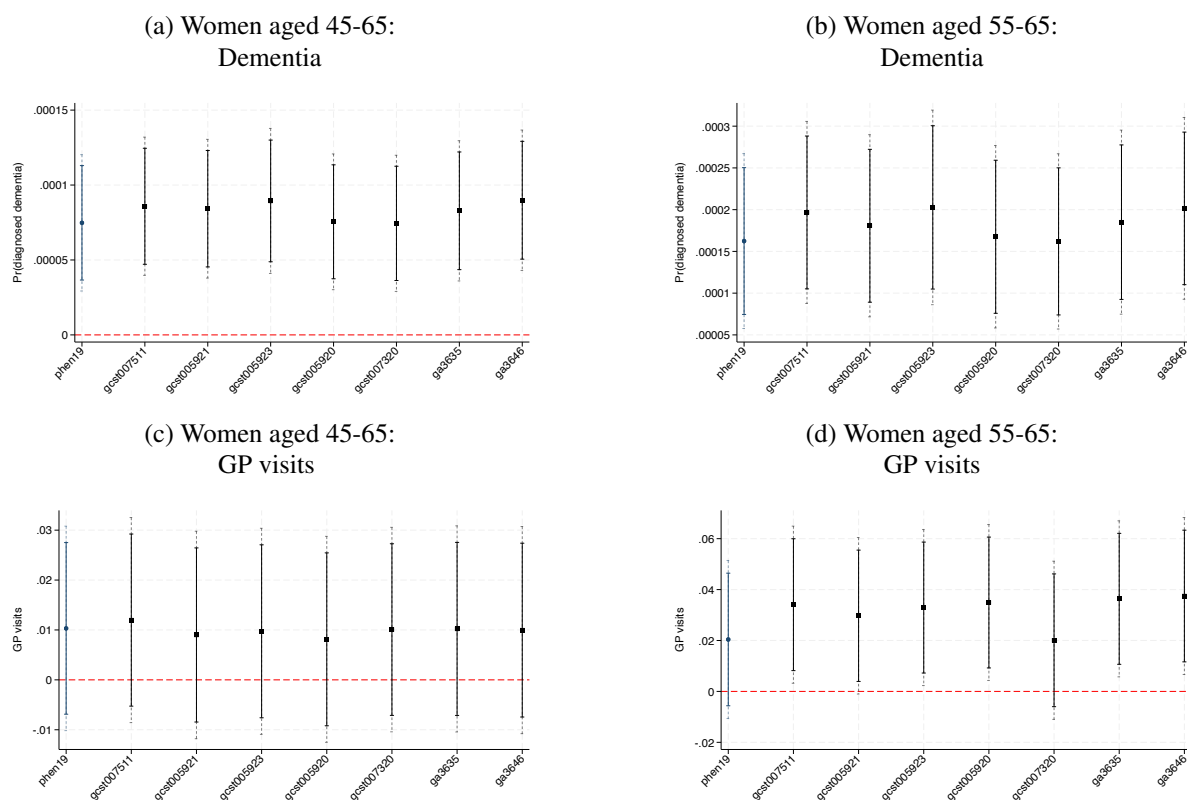 (a) Women aged 45-65:
Dementia
Pr(diagnosed dementia)
.00015
.0001
.00005
0
phen19
gcst007511
gcst005921
gcst005923
gcst005920
gcst007320
ga3635
ga3646
(b) Women aged 55-65:
Dementia
Pr(diagnosed dementia)
.0003
.00025
.0002
.00015
.0001
.00005
phen19
gcst007511
gcst005921
gcst005923
gcst005920
gcst007320
ga3635
ga3646
(c) Women aged 45-65:
GP visits
GP visits
.03
.02
.01
0
-.01
phen19
gcst007511
gcst005921
gcst005923
gcst005920
gcst007320
ga3635
ga3646
(d) Women aged 55-65:
GP visits
GP visits
.06
.04
.02
0
-.02
phen19
gcst007511
gcst005921
gcst005923
gcst005920
gcst007320
ga3635
ga3646